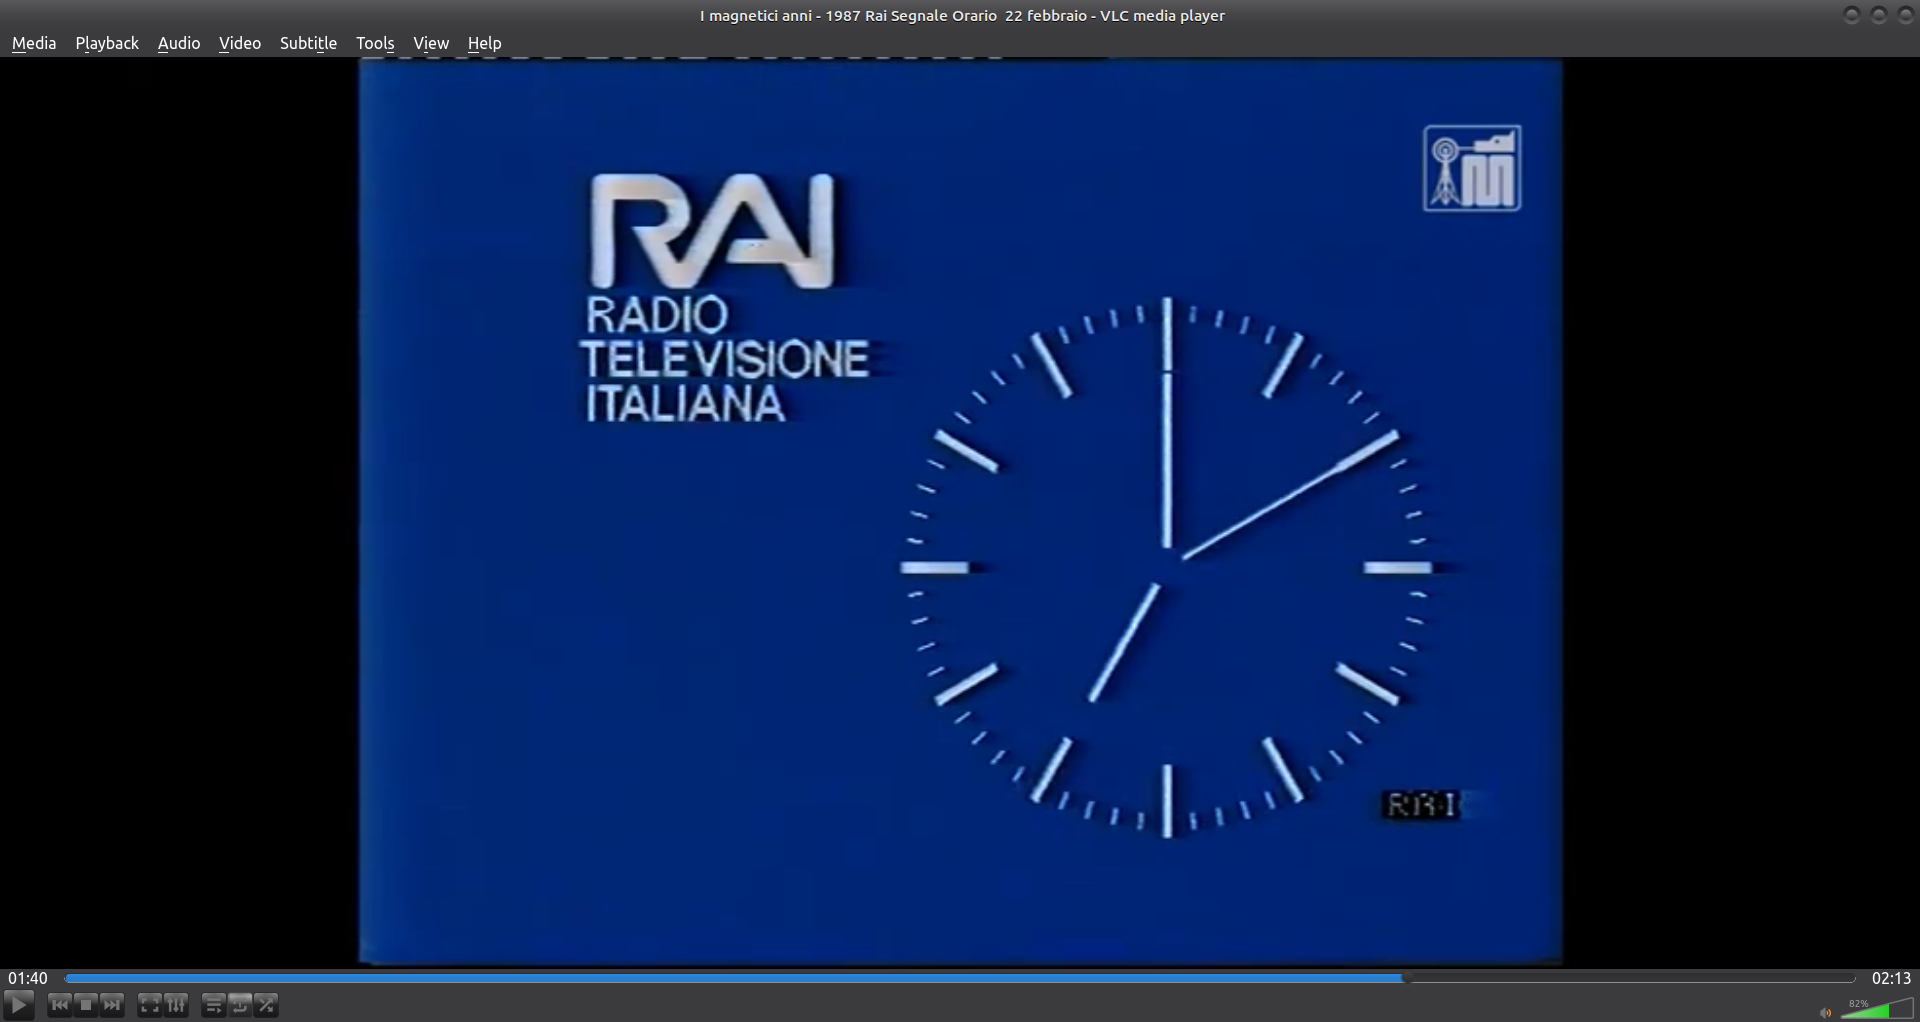 I magnetici anni - 1987 Rai Segnale Orario  22 febbraio - VLC media player
Media Playback Audio Video Subtitle Tools View Help
RAI
RADIO
TELEVISIONE
ITALIANA
01:40 02:13
82%